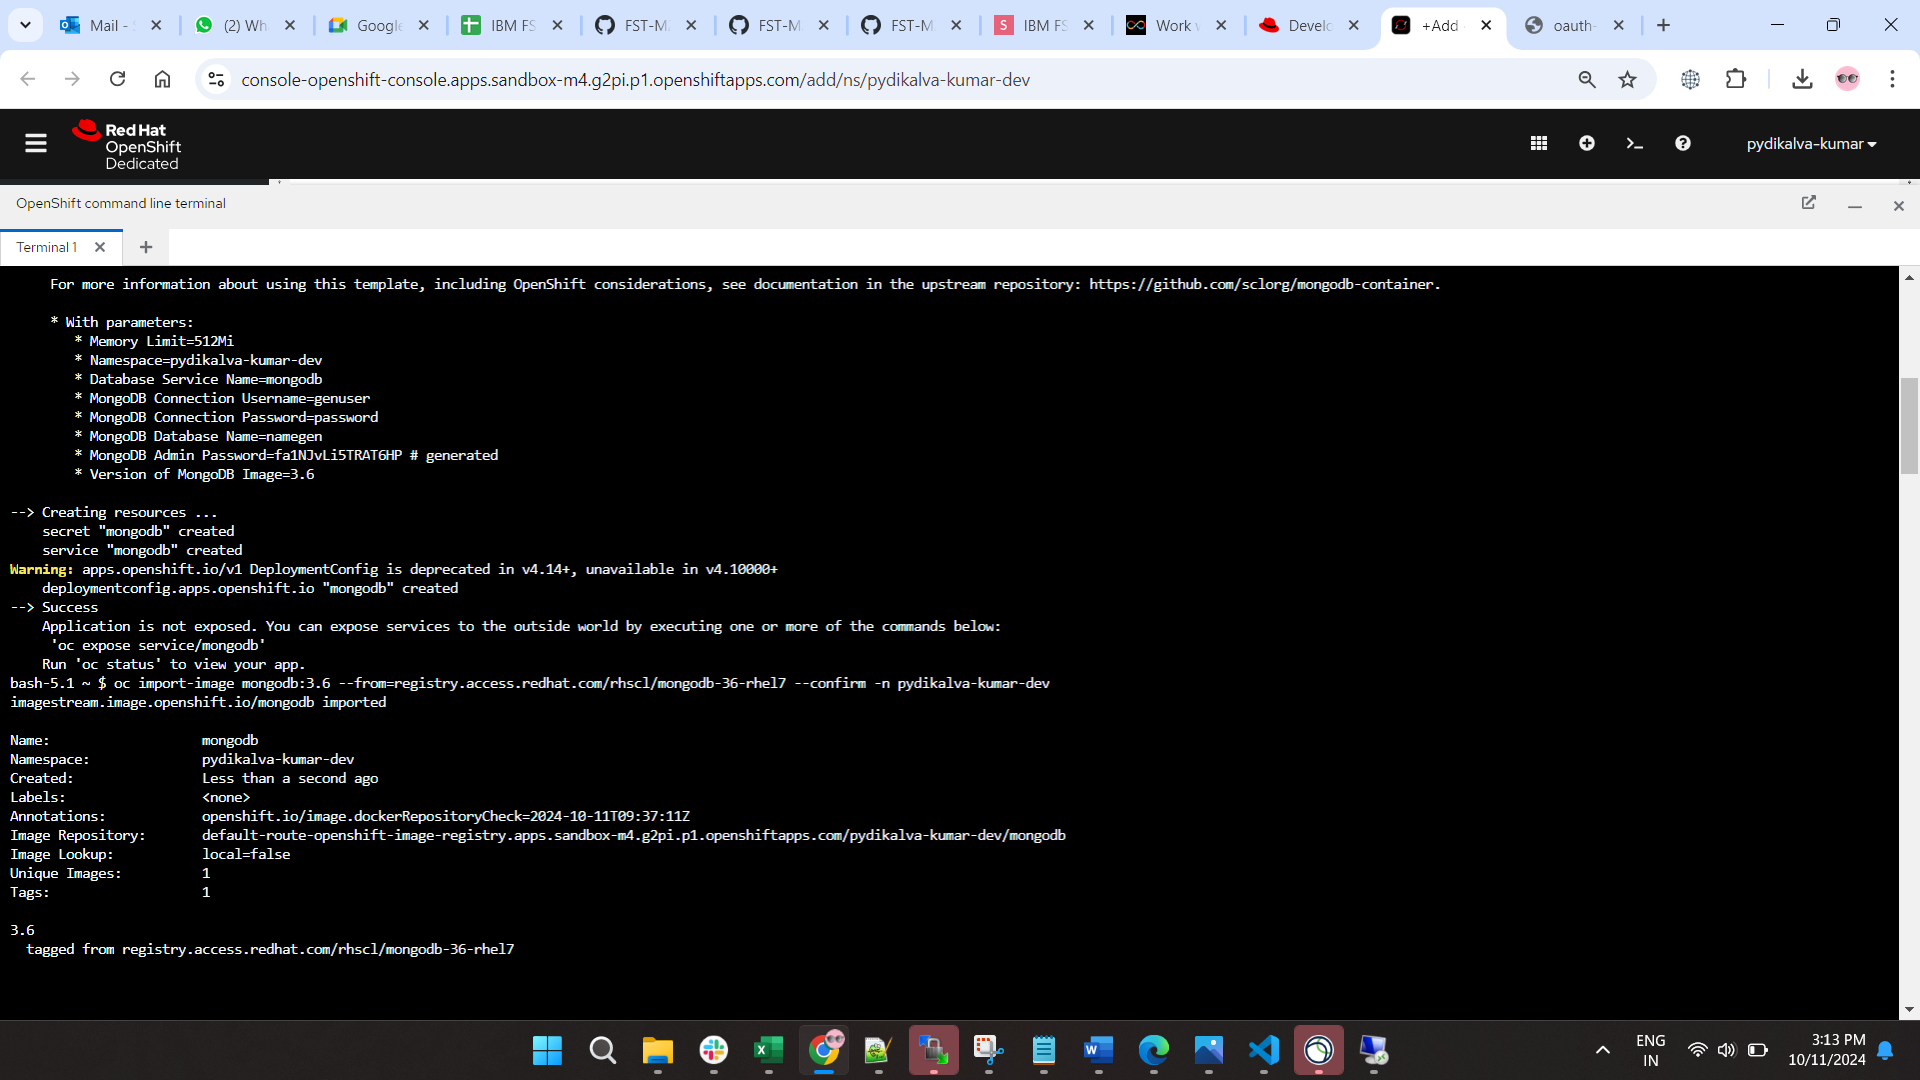 Mail - S
(2) Wh
Google
IBM FS
FST-M
FST-M
FST-M
IBM FS
Work w
Develo
+Add
oauth-
console-openshift-console.apps.sandbox-m4.g2pi.p1.openshiftapps.com/add/ns/pydikalva-kumar-dev
Red Hat
OpenShift
Dedicated
pydikalva-kumar
OpenShift command line terminal
Terminal 1
For more information about using this template, including OpenShift considerations, see documentation in the upstream repository: https://github.com/sclorg/mongodb-container.
* With parameters:
* Memory Limit=512Mi
* Namespace=pydikalva-kumar-dev
* Database Service Name=mongodb
* MongoDB Connection Username=genuser
* MongoDB Connection Password=password
* MongoDB Database Name=namegen
* MongoDB Admin Password=fa1NJvLi5TRAT6HP # generated
* Version of MongoDB Image=3.6
--> Creating resources ...
secret "mongodb" created
service "mongodb" created
Warning: apps.openshift.io/v1 DeploymentConfig is deprecated in v4.14+, unavailable in v4.10000+
deploymentconfig.apps.openshift.io "mongodb" created
--> Success
Application is not exposed. You can expose services to the outside world by executing one or more of the commands below:
'oc expose service/mongodb'
Run 'oc status' to view your app.
bash-5.1 ~ $ oc import-image mongodb:3.6 --from=registry.access.redhat.com/rhscl/mongodb-36-rhel7 --confirm -n pydikalva-kumar-dev
imagestream.image.openshift.io/mongodb imported
Name: mongodb
Namespace: pydikalva-kumar-dev
Created: Less than a second ago
Labels: <none>
Annotations: openshift.io/image.dockerRepositoryCheck=2024-10-11T09:37:11Z
Image Repository: default-route-openshift-image-registry.apps.sandbox-m4.g2pi.p1.openshiftapps.com/pydikalva-kumar-dev/mongodb
Image Lookup: local=false
Unique Images: 1
Tags: 1
3.6
tagged from registry.access.redhat.com/rhscl/mongodb-36-rhel7
ENG
IN
3:13 PM
10/11/2024